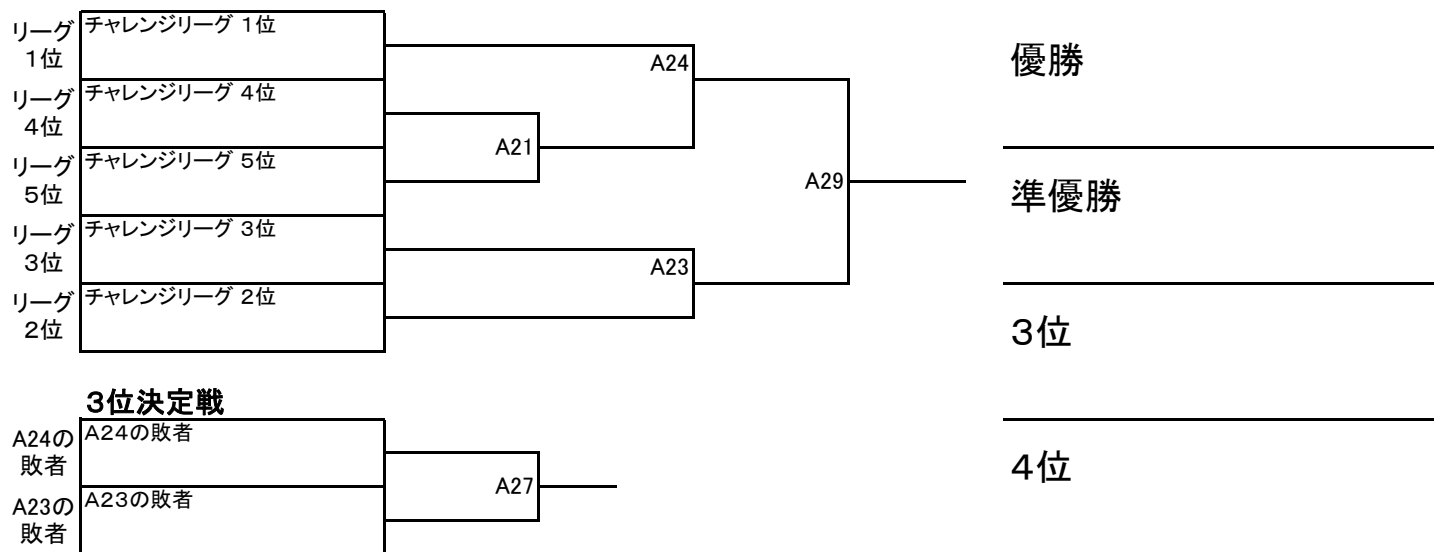 リーグ
1位
チャレンジリーグ 1位
リーグ
4位
チャレンジリーグ 4位
リーグ
5位
チャレンジリーグ 5位
リーグ
3位
チャレンジリーグ 3位
リーグ
2位
チャレンジリーグ 2位
A24
A21
A29
A23
優勝
準優勝
3位
4位
3位決定戦
A24の
敗者
A24の敗者
A23の
敗者
A23の敗者
A27